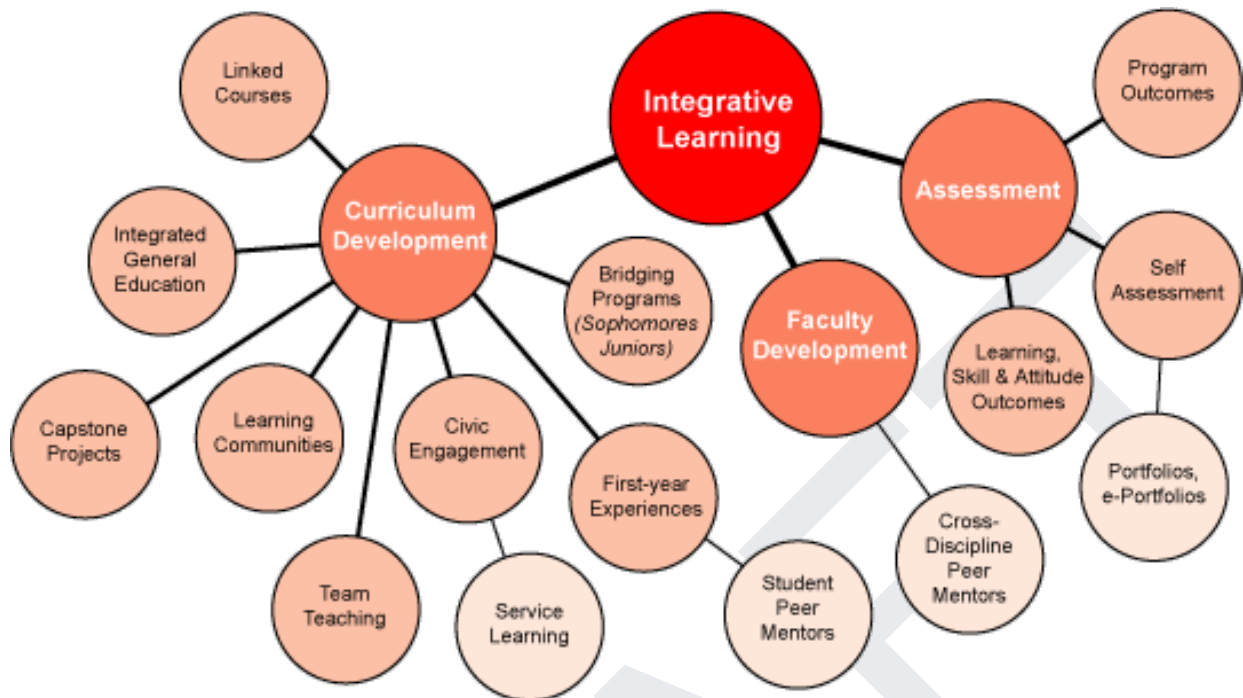 Integrative
Learning
Curriculum
Development
Linked
Courses
Integrated
General
Education
Capstone
Projects
Learning
Communities
Team
Teaching
Civic
Engagement
Service
Learning
First-year
Experiences
Student
Peer
Mentors
Bridging
Programs
(Sophomores
Juniors)
Faculty
Development
Cross-
Discipline
Peer
Mentors
Assessment
Program
Outcomes
Self
Assessment
Portfolios,
e-Portfolios
Learning,
Skill & Attitude
Outcomes